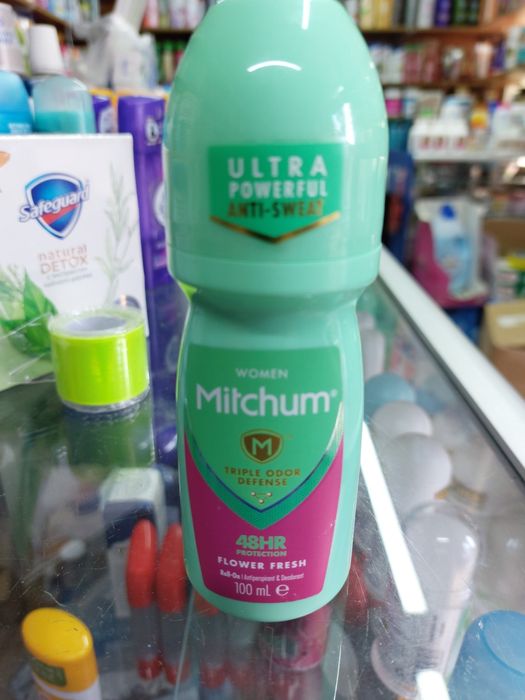 ULTRA
POWERFUL
ANTI-SWEAT
Safeguard
natural
DETOX
WOMEN
Mitchum®
M
TRIPLE ODOR
DEFENSE
48HR
PROTECTION
FLOWER FRESH
Roll-On | Antiperspirant & Deodorant
100 mL e